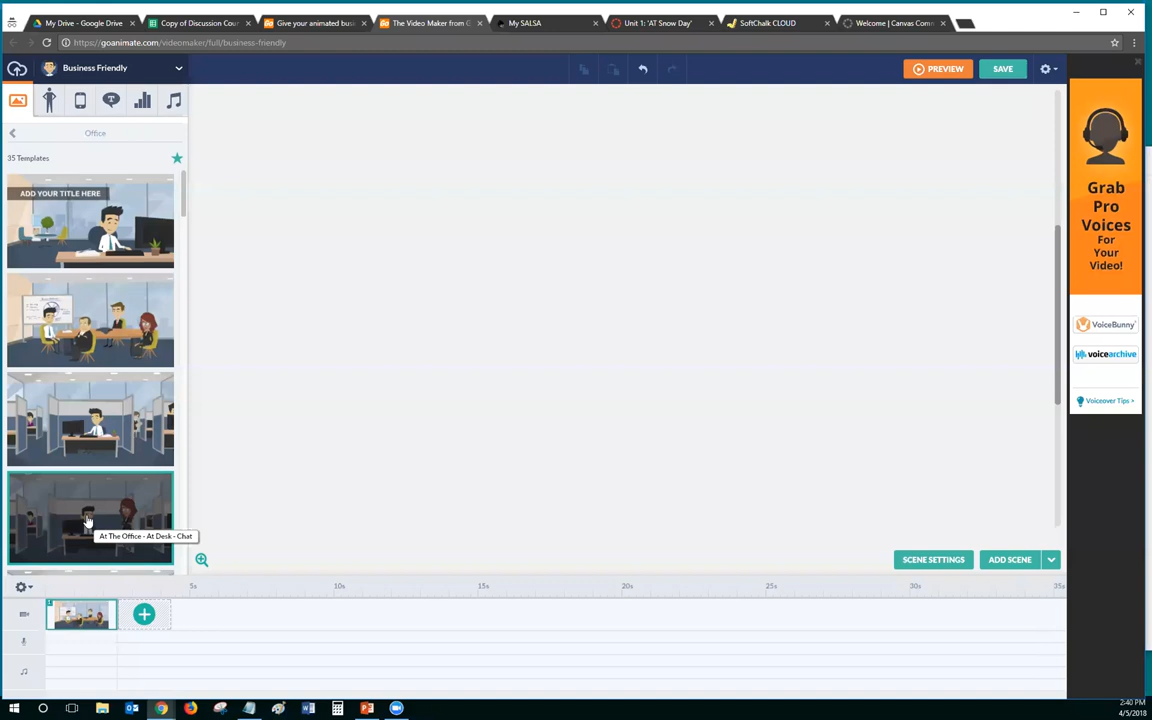 My Drive - Google Drive
Copy of Discussion Cou
Give your animated busi
The Video Maker from G
My SALSA
Unit 1: 'AT Snow Day'
SoftChalk CLOUD
Welcome | Canvas Com
https://goanimate.com/videomaker/full/business-friendly
Business Friendly
PREVIEW
SAVE
Office
35 Templates
ADD YOUR TITLE HERE
At The Office - At Desk - Chat
Grab
Pro
Voices
For
Your
Video!
VoiceBunny
voicearchive
Voiceover Tips >
SCENE SETTINGS
ADD SCENE
5s
10s
15s
20s
25s
30s
35s
1
2:40 PM
4/5/2018